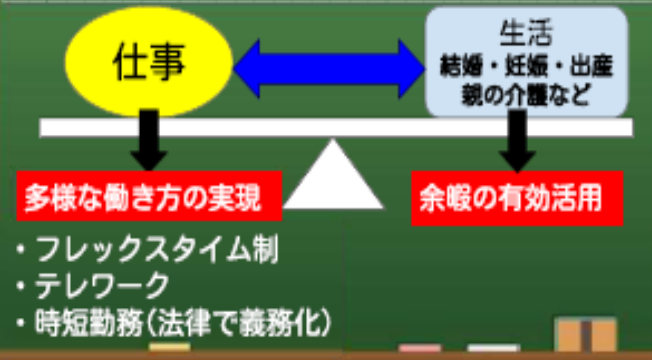 仕事
生活
結婚・妊娠・出産
親の介護など
多様な働き方の実現
余暇の有効活用
・フレックスタイム制
・テレワーク
・時短勤務(法律で義務化)